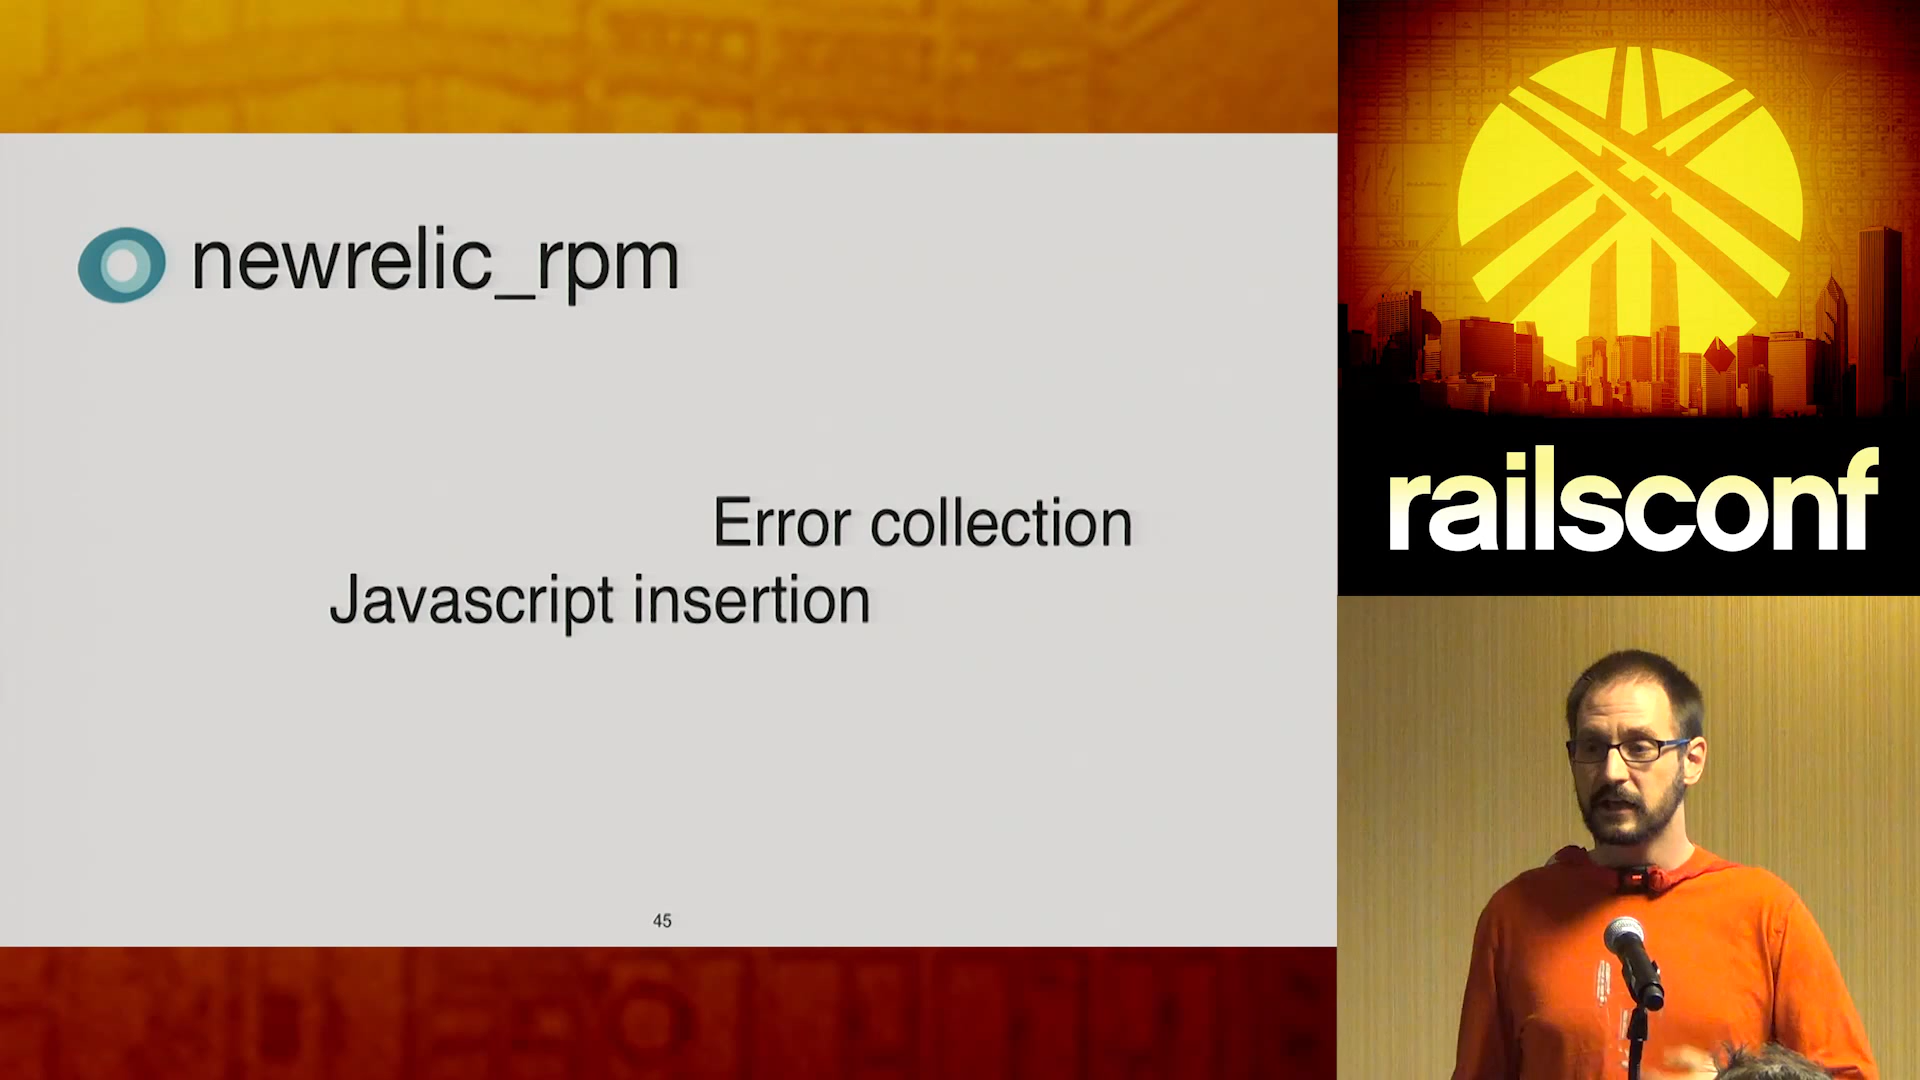 newrelic_rpm
Error collection
Javascript insertion
45
railsconf